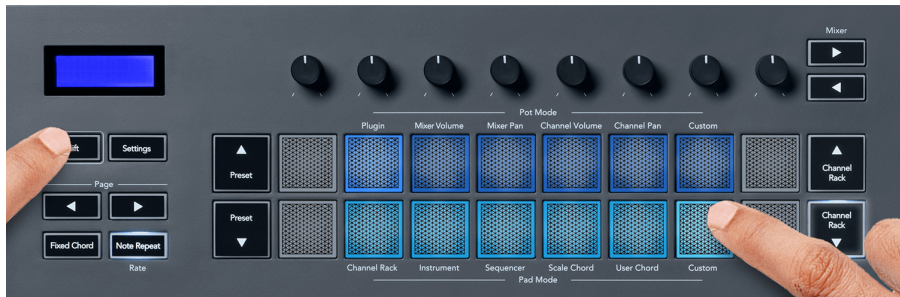 Mixer
Pot Mode
Plugin
Mixer Volume
Mixer Pan
Channel Volume
Channel Pan
Custom
Settings
Preset
Channel
Rack
Page
Preset
Channel
Rack
Fixed Chord
Note Repeat
Rate
Channel Rack
Instrument
Sequencer
Scale Chord
User Chord
Custom
Pad Mode